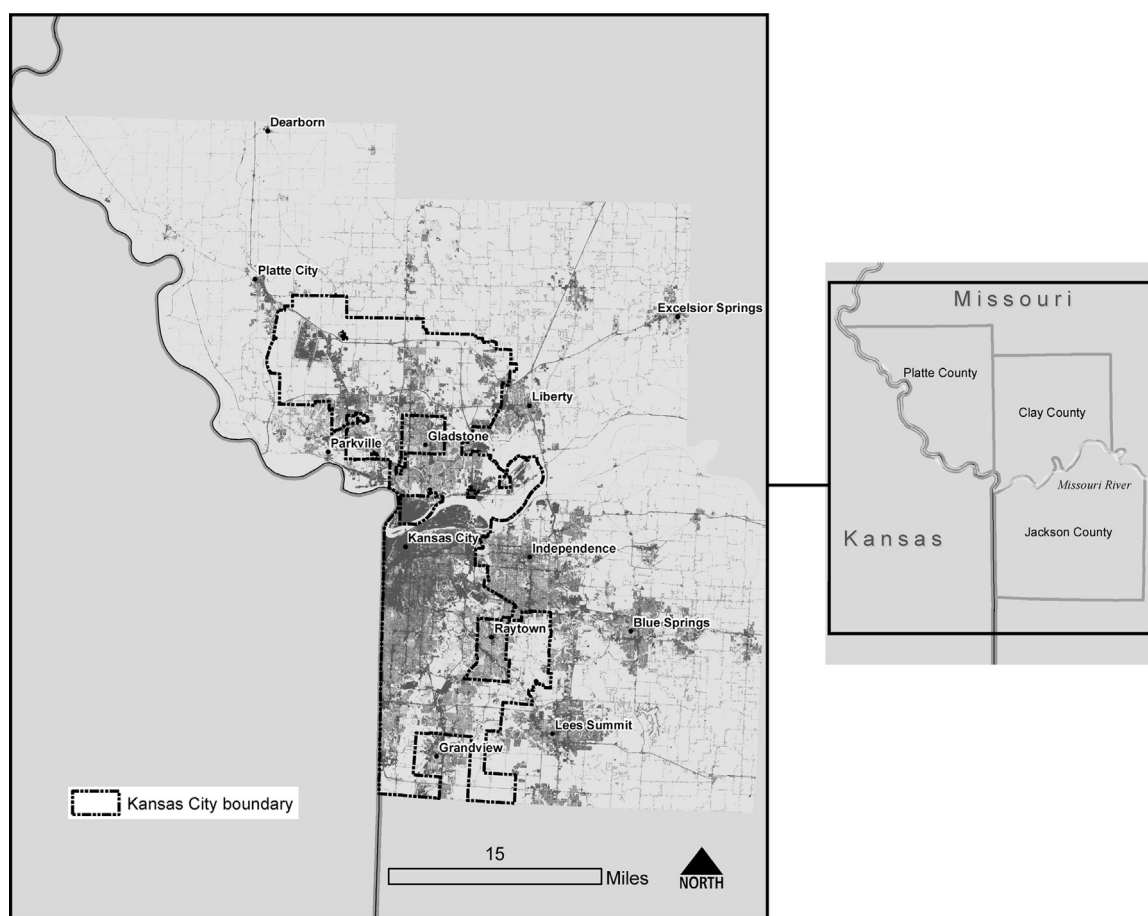 Dearborn
Platte City
Excelsior Springs
Liberty
Gladstone
Parkville
Kansas City
Independence
Raytown
Blue Springs
Lees Summit
Grandview
Kansas City boundary
15
Miles
NORTH
Missouri
Platte County
Clay County
Missouri River
Kansas
Jackson County